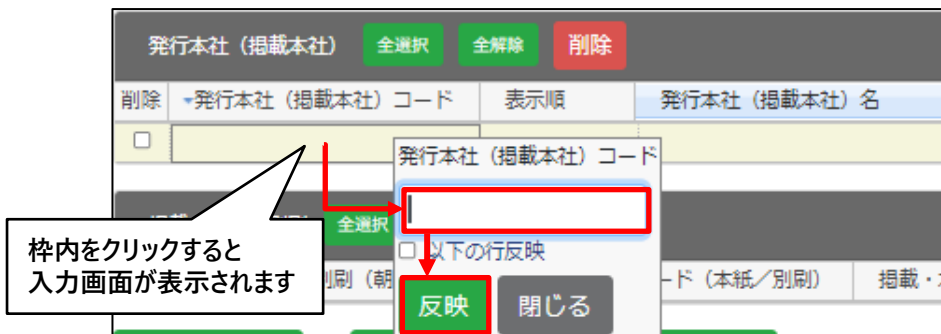 発行本社（掲載本社） 全選択 全解除 削除
削除 発行本社（掲載本社）コード 表示順 発行本社（掲載本社）名
発行本社（掲載本社）コード
全選択
以下の行反映
枠内をクリックすると
入力画面が表示されます
別刷（朝
ード（本紙／別刷） 掲載・
反映 閉じる